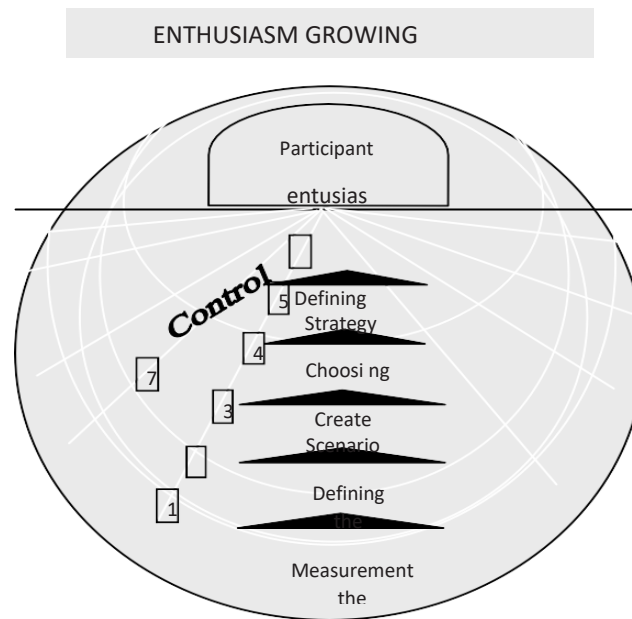 ENTHUSIASM GROWING
Participant
entusias
Control
5
Defining
Strategy
4
Choosi ng
7
3
Create
Scenario
Defining
the
1
Measurement
the